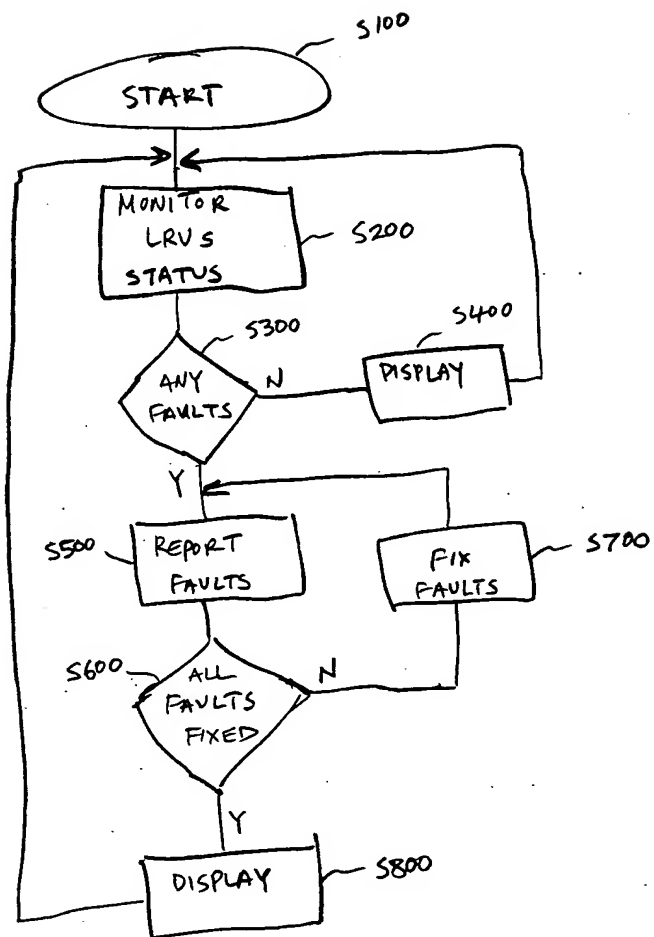 S100
START
MONITOR
LRUS
STATUS
S200
S300
ANY
FAULTS
N
S400
DISPLAY
Y
S500
REPORT
FAULTS
FIX
FAULTS
S700
S600
ALL
FAULTS
FIXED
N
Y
DISPLAY
S800